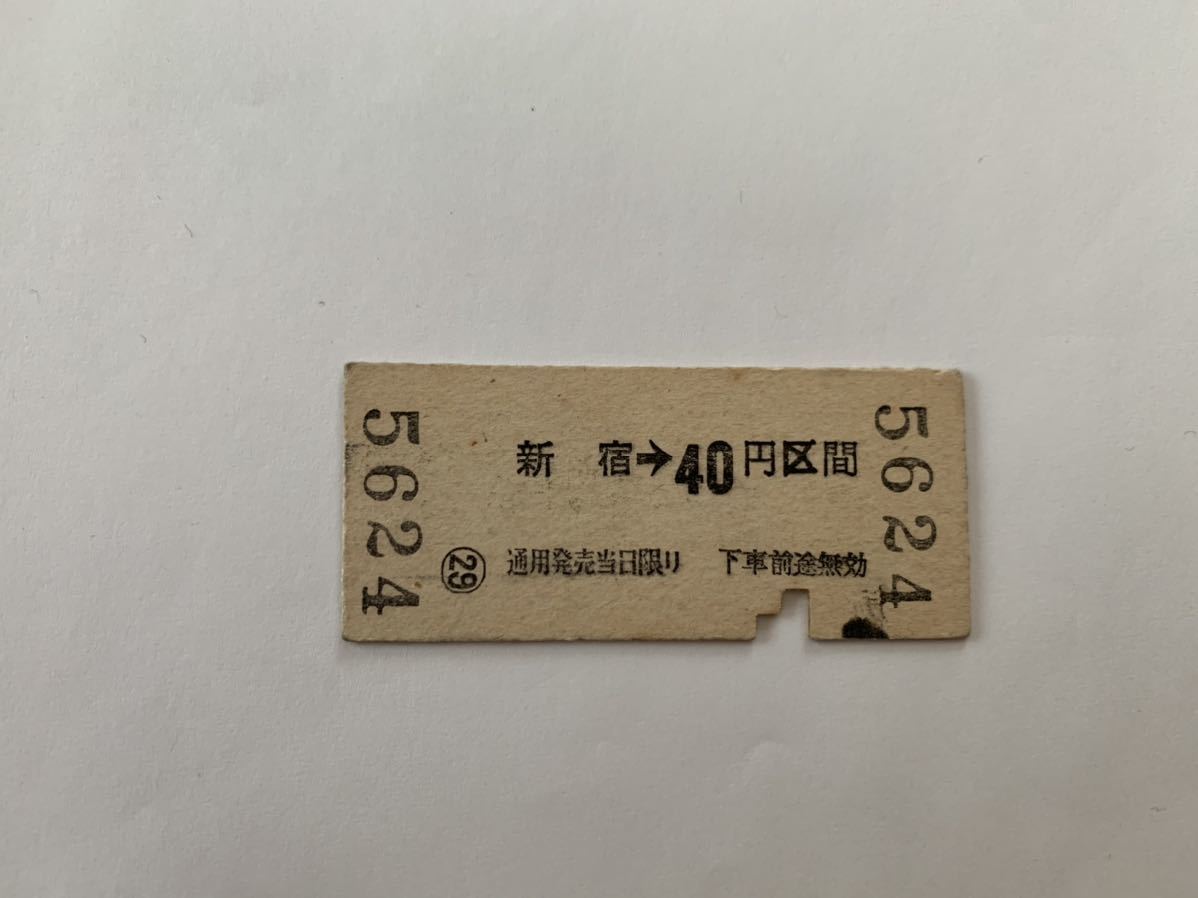 5624
新宿→40円区間
㉙ 通用発売当日限り 下車前途無効
5624